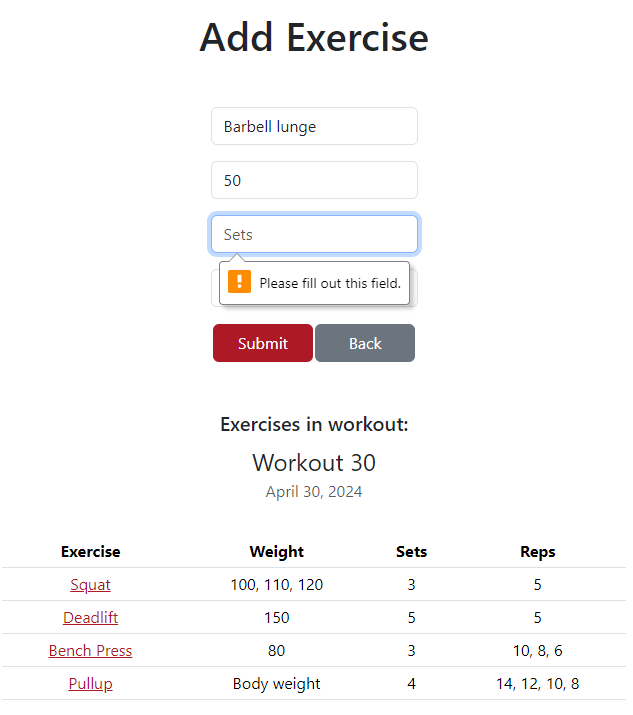 Add Exercise
Barbell lunge
50
Sets
Please fill out this field.
Submit Back
Exercises in workout:
Workout 30
April 30, 2024
Exercise Weight Sets Reps
Squat 100, 110, 120 3 5
Deadlift 150 5 5
Bench Press 80 3 10, 8, 6
Pullup Body weight 4 14, 12, 10, 8